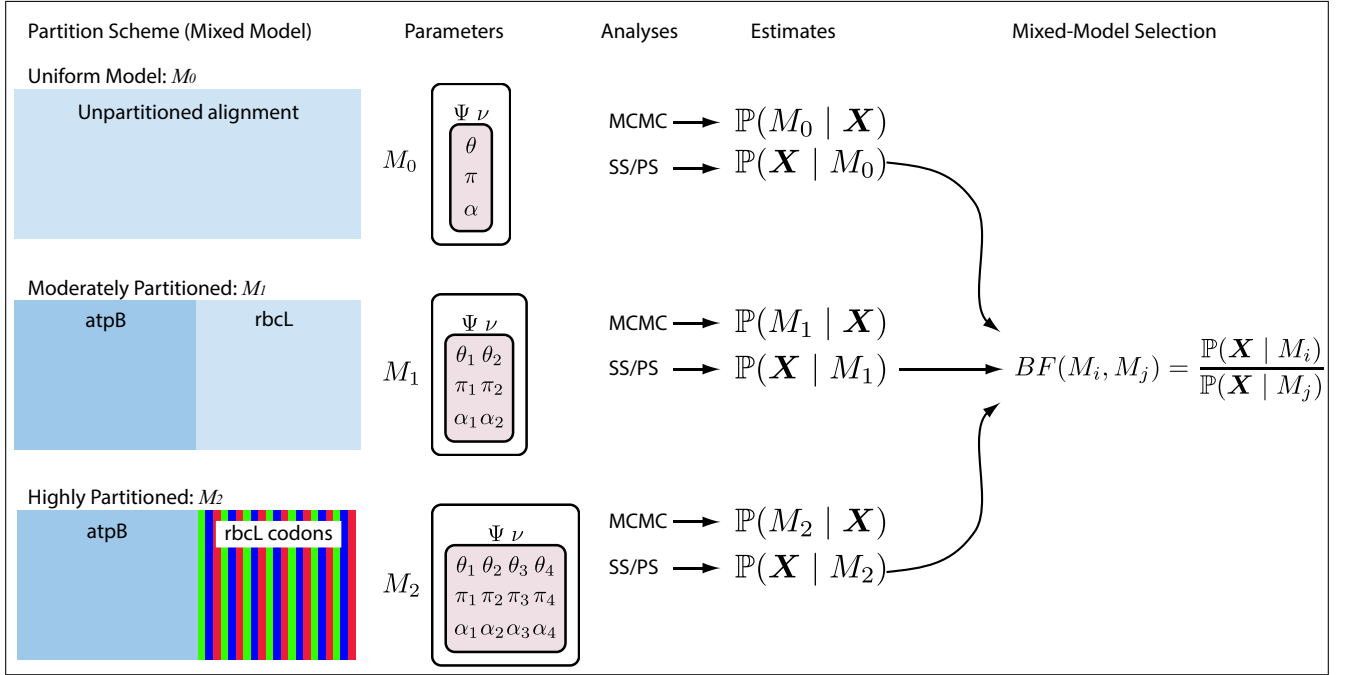 Partition Scheme (Mixed Model) Parameters Analyses Estimates Mixed-Model Selection
Uniform Model: M0
Unpartitioned alignment
M0
Ψ ν
θ
π
α
MCMC ℙ(M0 | X)
SS/PS ℙ(X | M0)
Moderately Partitioned: M1
atpB rbcL
M1
Ψ ν
θ1 θ2
π1 π2
α1 α2
MCMC ℙ(M1 | X)
SS/PS ℙ(X | M1)
BF(Mi, Mj) = ℙ(X | Mi)
ℙ(X | Mj)
Highly Partitioned: M2
atpB rbcL codons
M2
Ψ ν
θ1 θ2 θ3 θ4
π1 π2 π3 π4
α1 α2 α3 α4
MCMC ℙ(M2 | X)
SS/PS ℙ(X | M2)